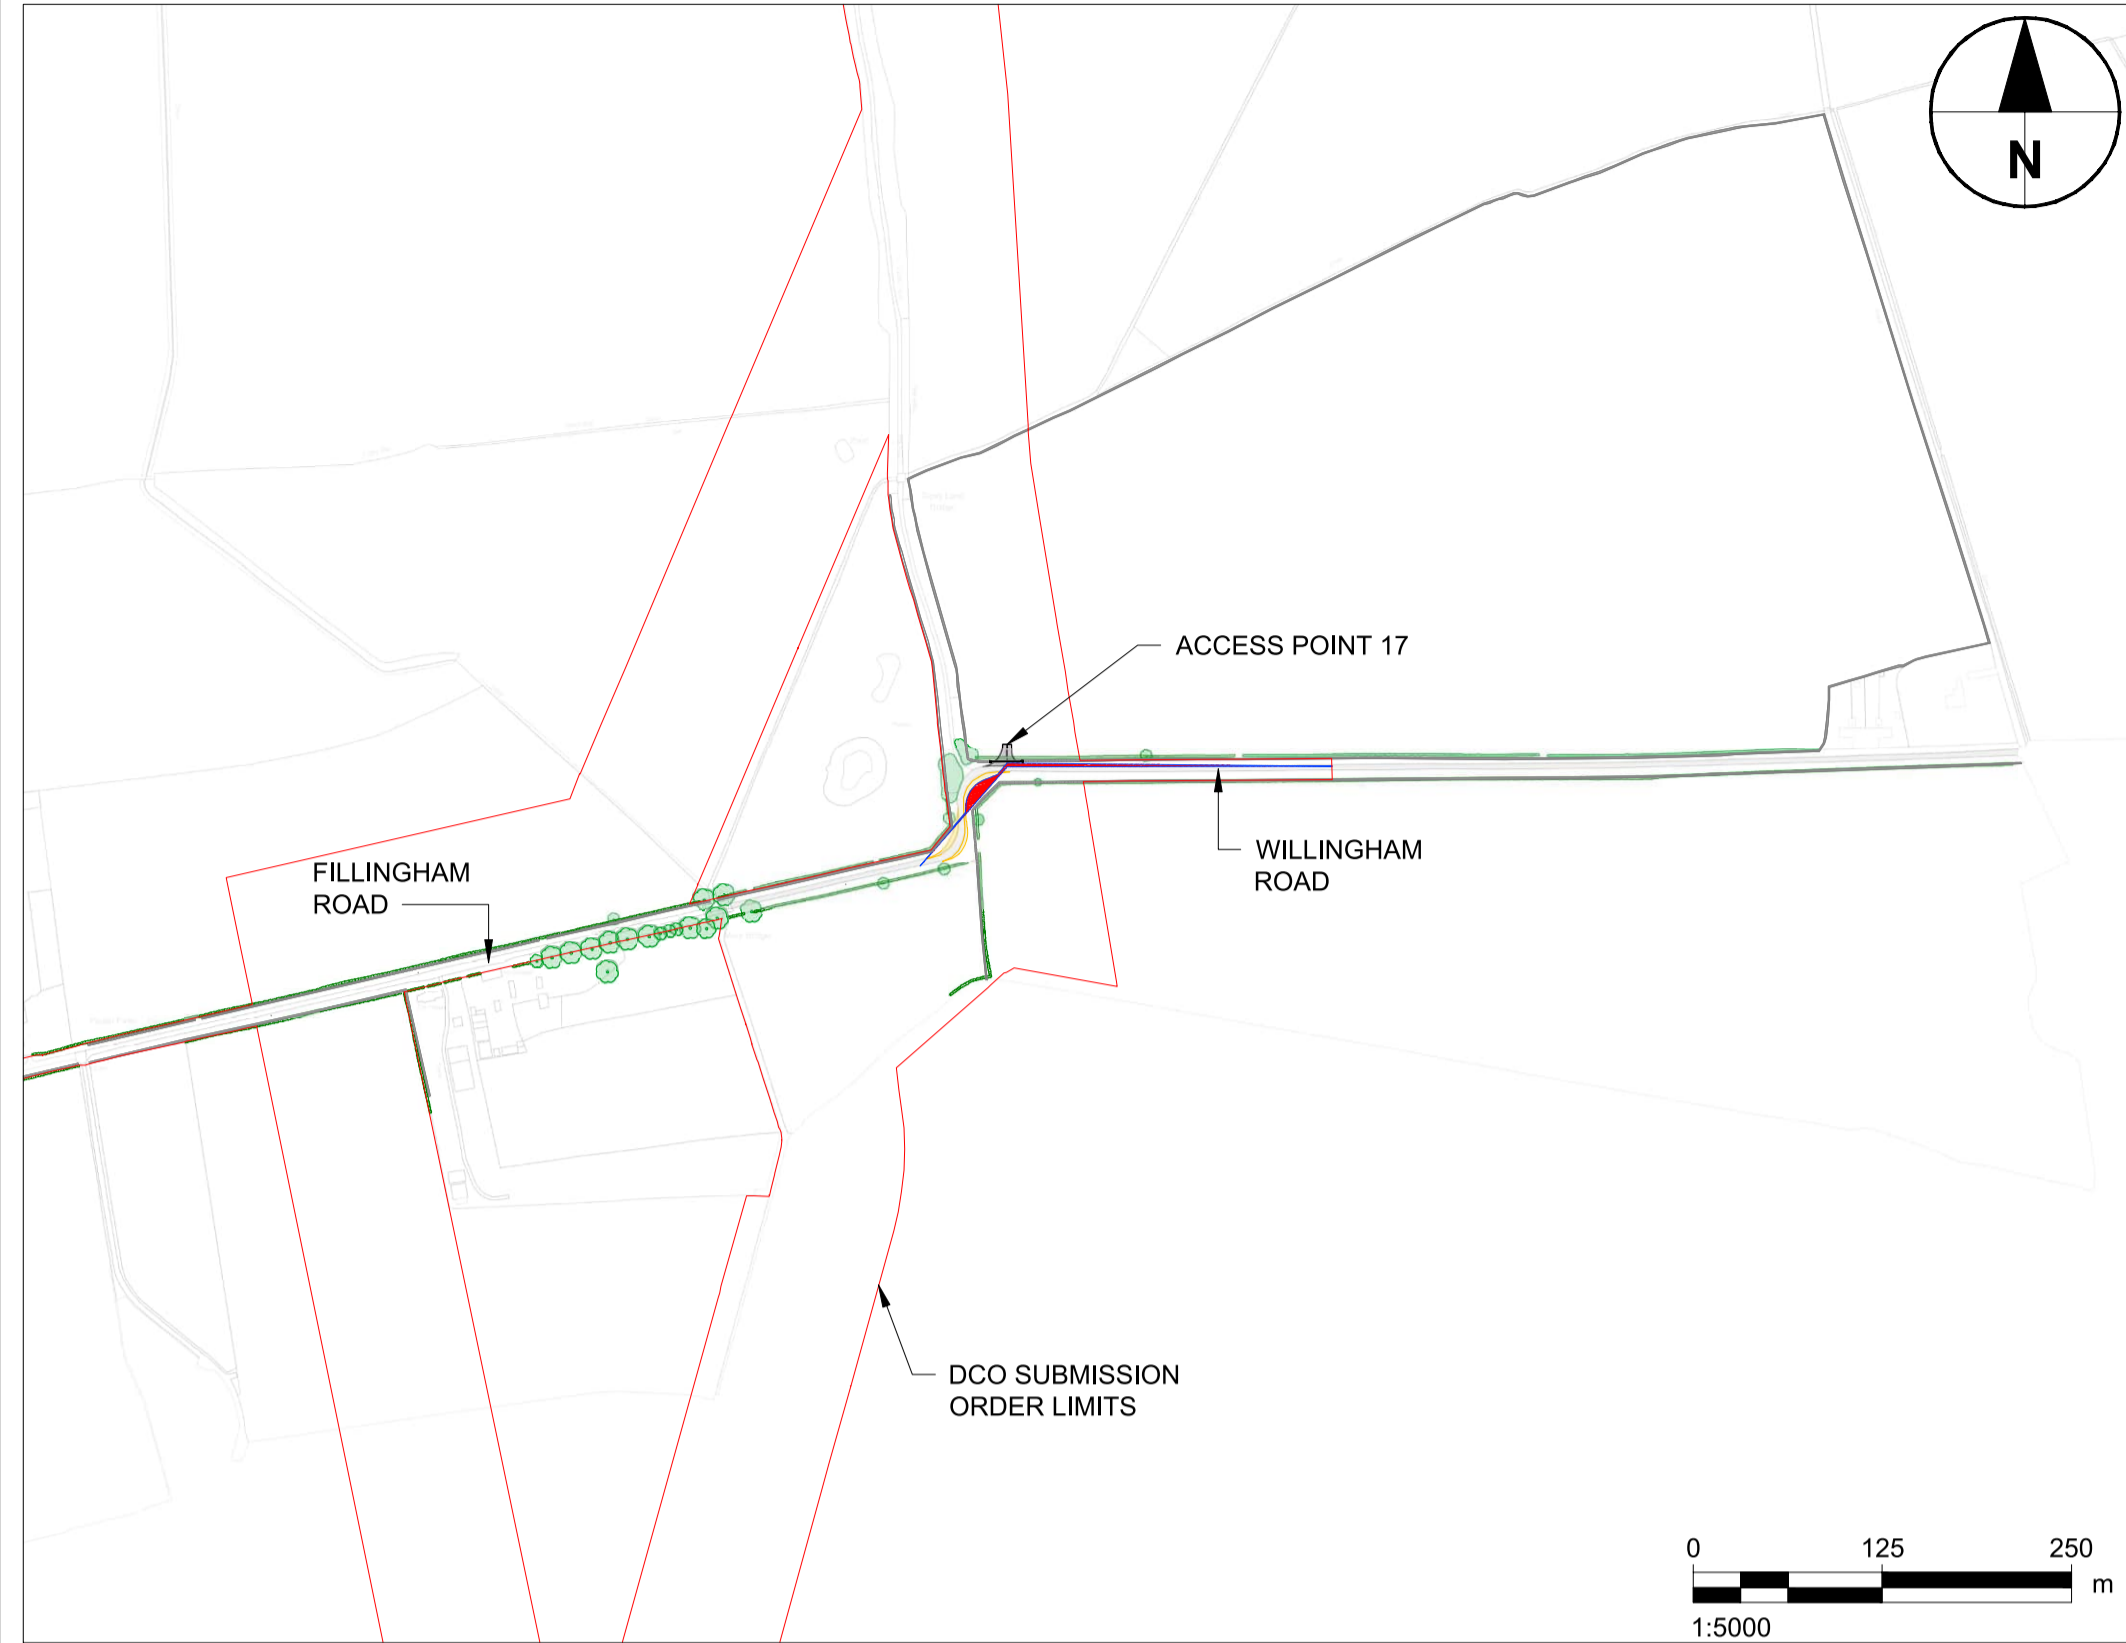 N
ACCESS POINT 17
WILLINGHAM
ROAD
FILLINGHAM
ROAD
DCO SUBMISSION
ORDER LIMITS
0 125 250
m
1:5000